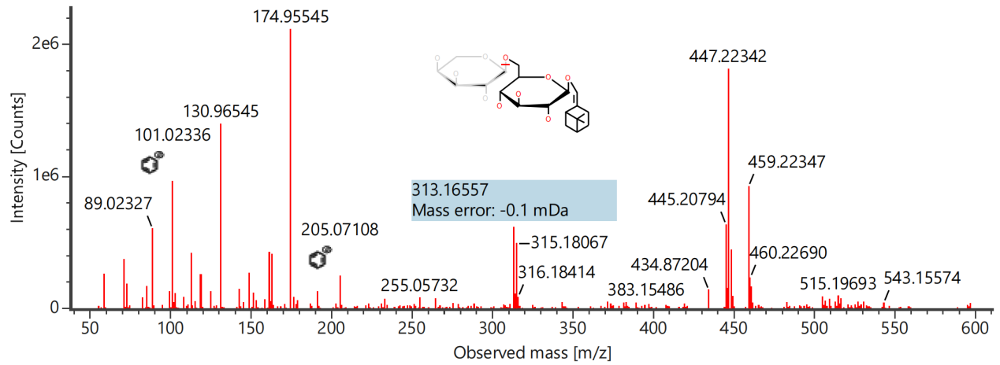 174.95545
2e6
447.22342
130.96545
101.02336
459.22347
1e6
313.16557
Mass error: -0.1 mDa
445.20794
89.02327
205.07108
315.18067
434.87204
460.22690
316.18414
383.15486
515.19693
543.15574
255.05732
0
50 100 150 200 250 300 350 400 450 500 550 600
Observed mass [m/z]
Intensity [Counts]
O O O O O O O O O O